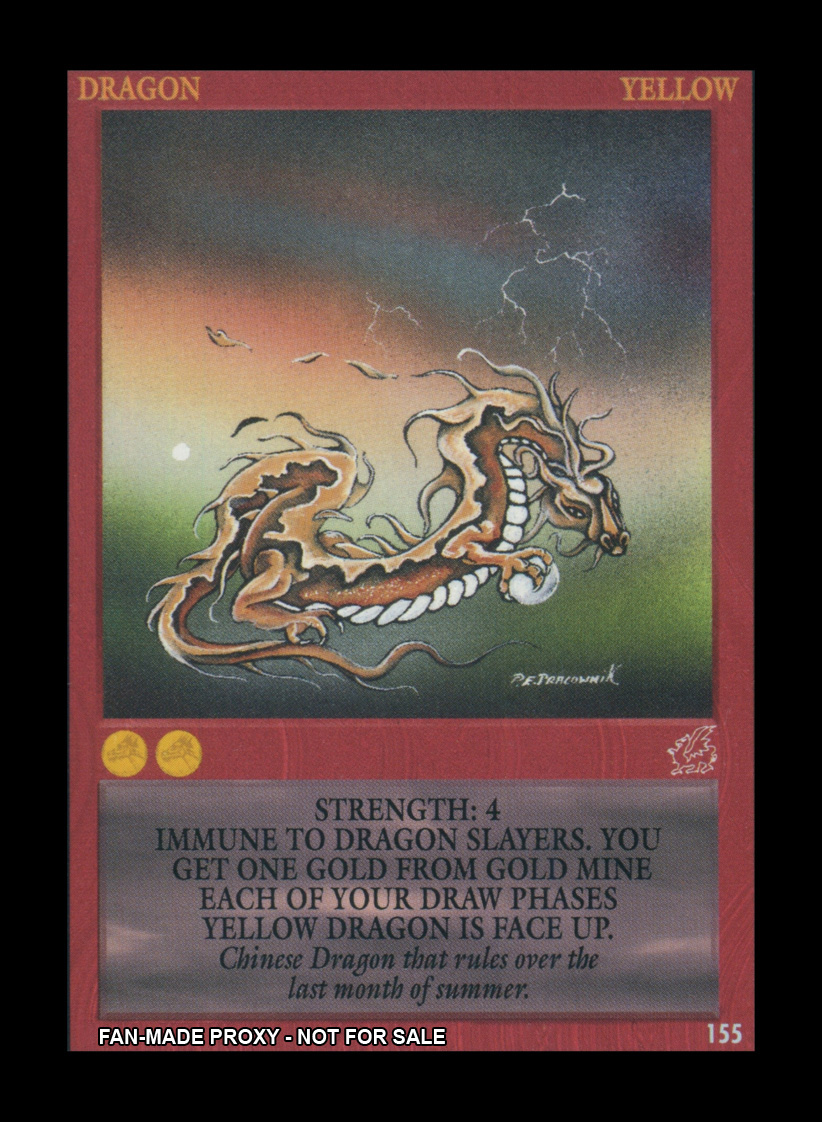 DRAGON YELLOW
P.E.PRACOWNIK
STRENGTH: 4
IMMUNE TO DRAGON SLAYERS. YOU
GET ONE GOLD FROM GOLD MINE
EACH OF YOUR DRAW PHASES
YELLOW DRAGON IS FACE UP.
Chinese Dragon that rules over the
last month of summer.
FAN-MADE PROXY - NOT FOR SALE 155